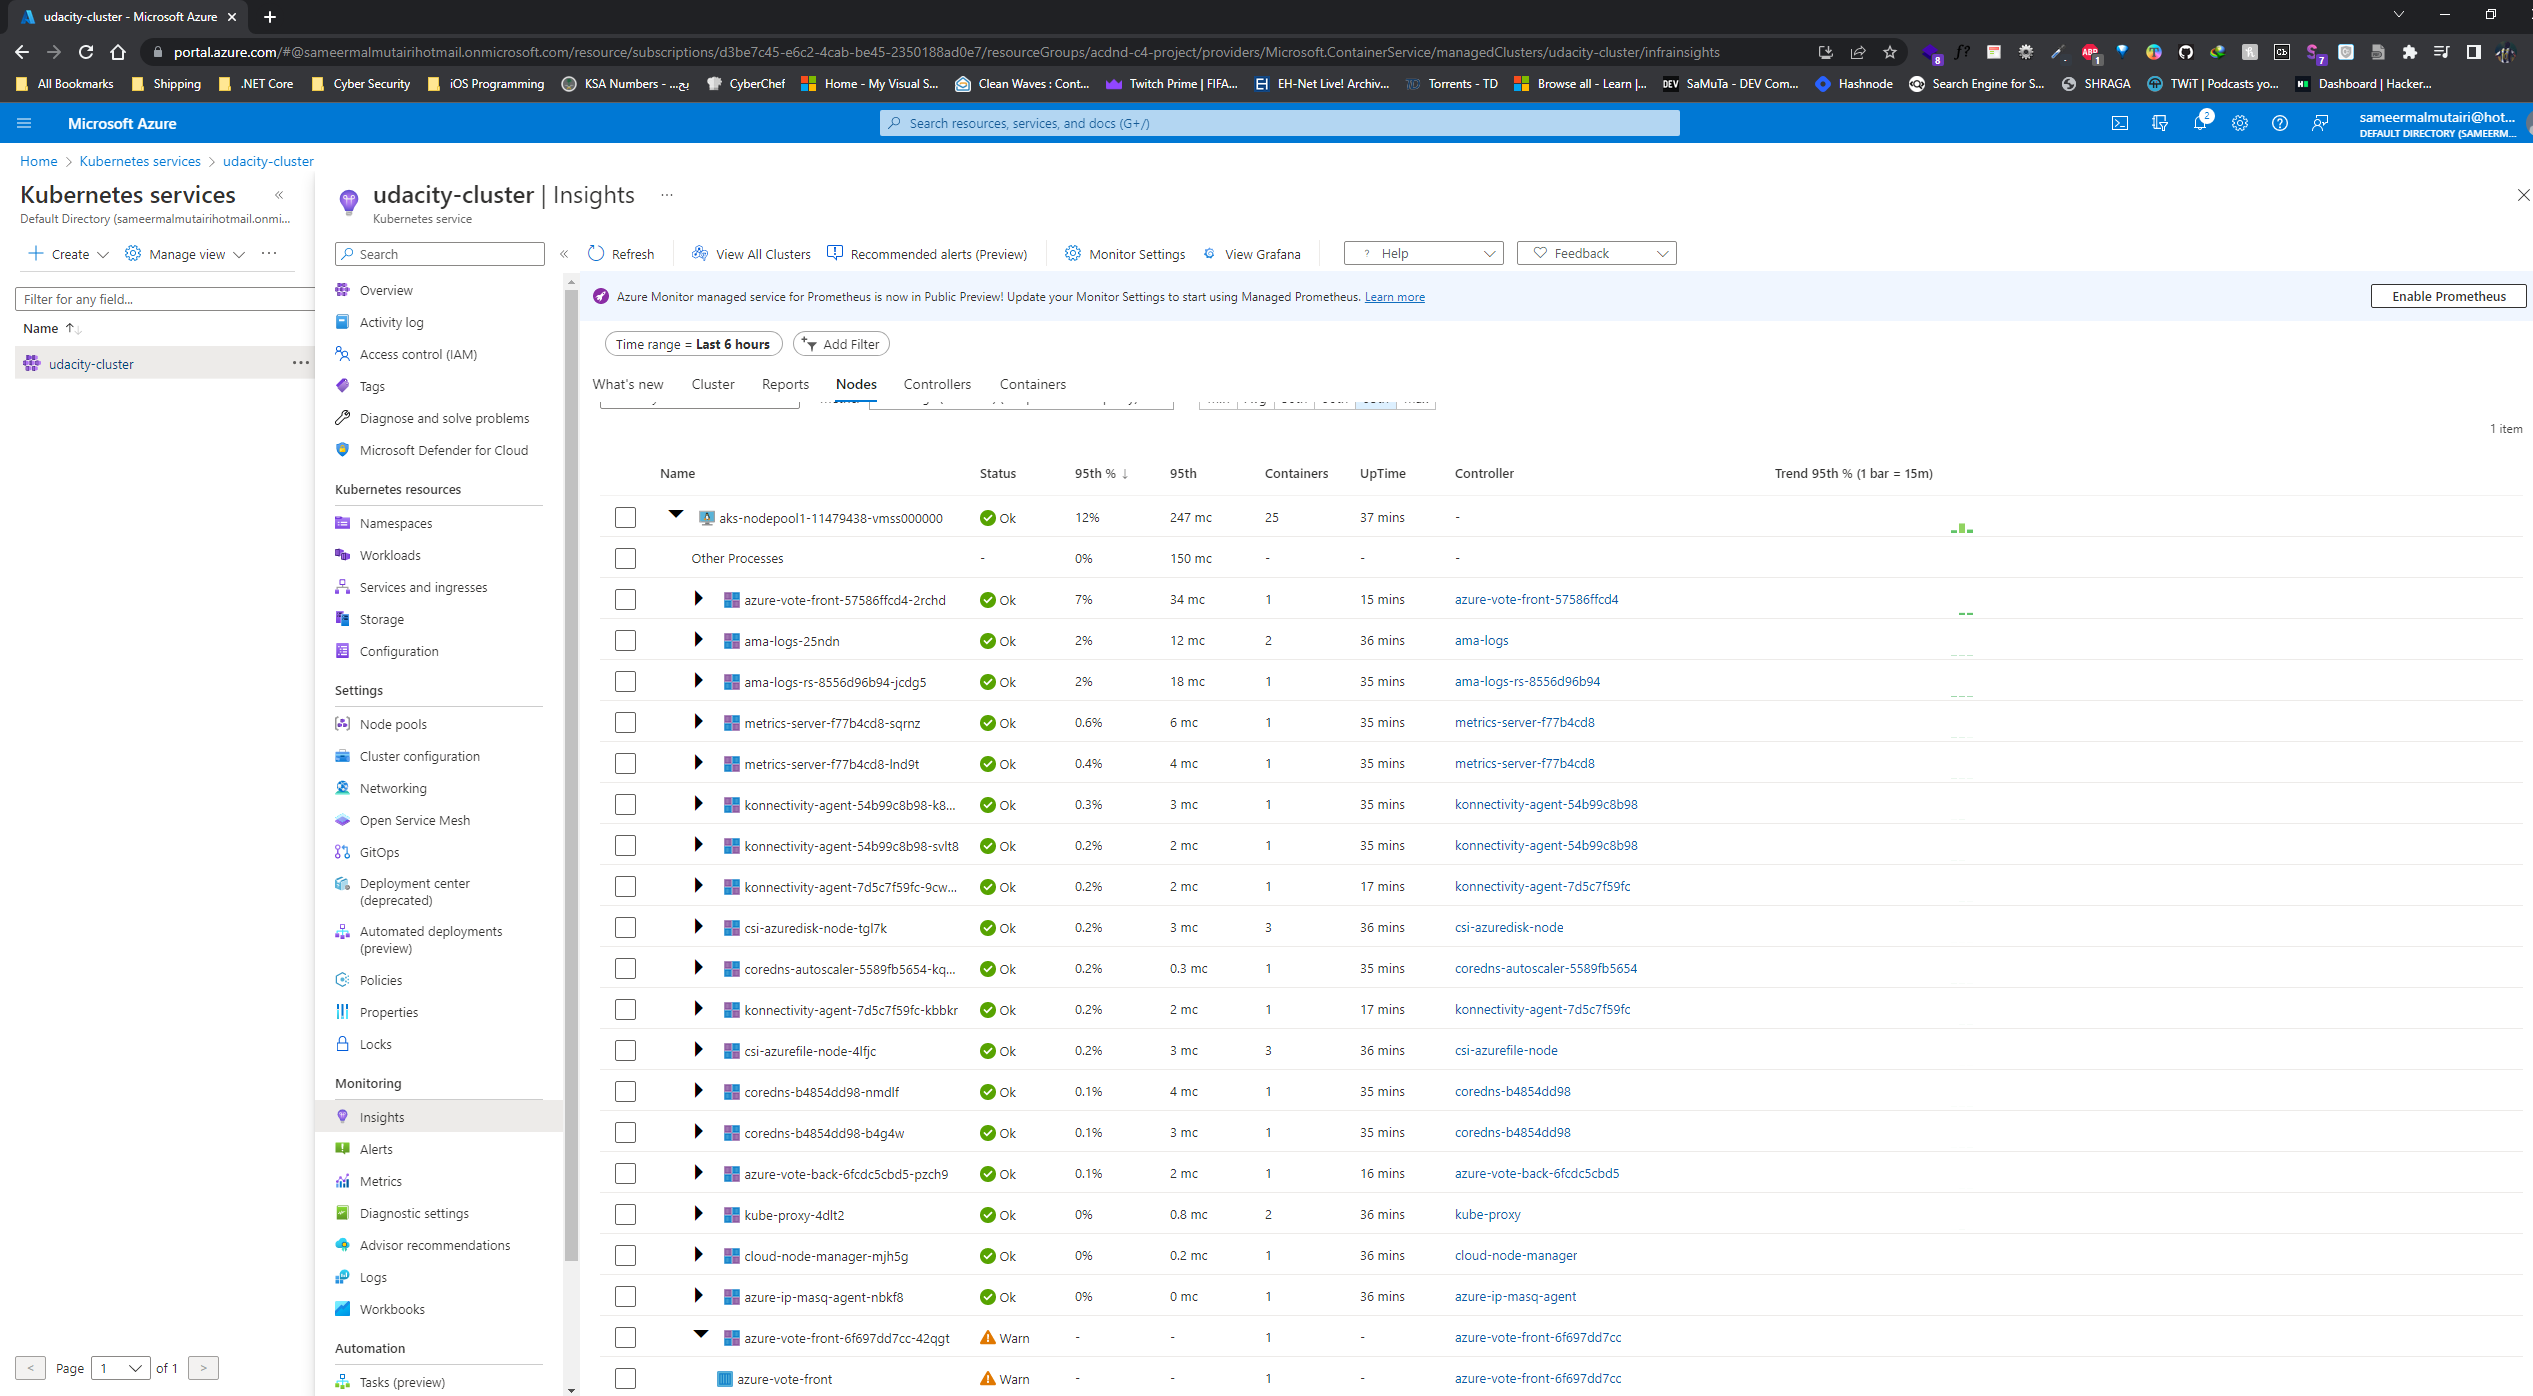 udacity-cluster - Microsoft Azure
portal.azure.com/#@sameermalmutairihotmail.onmicrosoft.com/resource/subscriptions/d3be7c45-e6c2-4cab-be45-2350188ad0e7/resourceGroups/acdnd-c4-project/providers/Microsoft.ContainerService/managedClusters/udacity-cluster/infrainsights
All Bookmarks Shipping .NET Core Cyber Security iOS Programming KSA Numbers - ...بح CyberChef Home - My Visual S... Clean Waves : Cont... Twitch Prime | FIFA... EH-Net Live! Archiv... Torrents - TD Browse all - Learn |... SaMuTa - DEV Com... Hashnode Search Engine for S... SHRAGA TWiT | Podcasts yo... Dashboard | Hacker...
Microsoft Azure
Search resources, services, and docs (G+/)
2
sameermalmutairi@hot...
DEFAULT DIRECTORY (SAMEERM...
Home > Kubernetes services > udacity-cluster
Kubernetes services
Default Directory (sameermalmutairihotmail.onmi...
Create Manage view ...
Filter for any field...
Name
udacity-cluster ...
< Page 1 of 1 >
udacity-cluster | Insights ...
Kubernetes service
Search
Overview
Activity log
Access control (IAM)
Tags
Diagnose and solve problems
Microsoft Defender for Cloud
Kubernetes resources
Namespaces
Workloads
Services and ingresses
Storage
Configuration
Settings
Node pools
Cluster configuration
Networking
Open Service Mesh
GitOps
Deployment center
(deprecated)
Automated deployments
(preview)
Policies
Properties
Locks
Monitoring
Insights
Alerts
Metrics
Diagnostic settings
Advisor recommendations
Logs
Workbooks
Automation
Tasks (preview)
Refresh View All Clusters Recommended alerts (Preview) Monitor Settings View Grafana ? Help Feedback
Azure Monitor managed service for Prometheus is now in Public Preview! Update your Monitor Settings to start using Managed Prometheus. Learn more
Enable Prometheus
Time range = Last 6 hours Add Filter
What's new Cluster Reports Nodes Controllers Containers
1 item
Name Status 95th % ↓ 95th Containers UpTime Controller Trend 95th % (1 bar = 15m)
aks-nodepool1-11479438-vmss000000 Ok 12% 247 mc 25 37 mins -
Other Processes - 0% 150 mc - - -
azure-vote-front-57586ffcd4-2rchd Ok 7% 34 mc 1 15 mins azure-vote-front-57586ffcd4
ama-logs-25ndn Ok 2% 12 mc 2 36 mins ama-logs
ama-logs-rs-8556d96b94-jcdg5 Ok 2% 18 mc 1 35 mins ama-logs-rs-8556d96b94
metrics-server-f77b4cd8-sqrnz Ok 0.6% 6 mc 1 35 mins metrics-server-f77b4cd8
metrics-server-f77b4cd8-lnd9t Ok 0.4% 4 mc 1 35 mins metrics-server-f77b4cd8
konnectivity-agent-54b99c8b98-k8... Ok 0.3% 3 mc 1 35 mins konnectivity-agent-54b99c8b98
konnectivity-agent-54b99c8b98-svlt8 Ok 0.2% 2 mc 1 35 mins konnectivity-agent-54b99c8b98
konnectivity-agent-7d5c7f59fc-9cw... Ok 0.2% 2 mc 1 17 mins konnectivity-agent-7d5c7f59fc
csi-azuredisk-node-tgl7k Ok 0.2% 3 mc 3 36 mins csi-azuredisk-node
coredns-autoscaler-5589fb5654-kq... Ok 0.2% 0.3 mc 1 35 mins coredns-autoscaler-5589fb5654
konnectivity-agent-7d5c7f59fc-kbbkr Ok 0.2% 2 mc 1 17 mins konnectivity-agent-7d5c7f59fc
csi-azurefile-node-4lfjc Ok 0.2% 3 mc 3 36 mins csi-azurefile-node
coredns-b4854dd98-nmdlf Ok 0.1% 4 mc 1 35 mins coredns-b4854dd98
coredns-b4854dd98-b4g4w Ok 0.1% 3 mc 1 35 mins coredns-b4854dd98
azure-vote-back-6fcdc5cbd5-pzch9 Ok 0.1% 2 mc 1 16 mins azure-vote-back-6fcdc5cbd5
kube-proxy-4dlt2 Ok 0% 0.8 mc 2 36 mins kube-proxy
cloud-node-manager-mjh5g Ok 0% 0.2 mc 1 36 mins cloud-node-manager
azure-ip-masq-agent-nbkf8 Ok 0% 0 mc 1 36 mins azure-ip-masq-agent
azure-vote-front-6f697dd7cc-42qgt Warn - - 1 - azure-vote-front-6f697dd7cc
azure-vote-front Warn - - 1 - azure-vote-front-6f697dd7cc